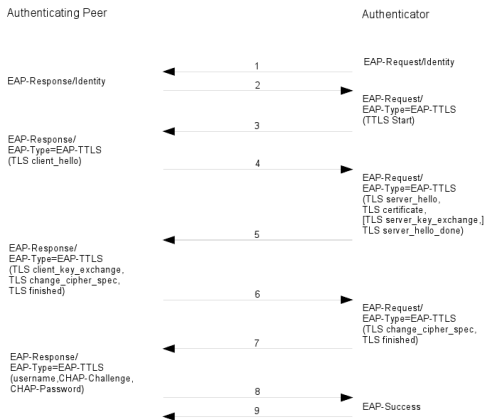 Authenticating Peer
Authenticator
1
EAP-Request/Identity
EAP-Response/Identity
2
EAP-Request/
EAP-Type=EAP-TTLS
(TTLS Start)
3
EAP-Response/
EAP-Type=EAP-TTLS
(TLS client_hello)
4
EAP-Request/
EAP-Type=EAP-TTLS
(TLS server_hello,
TLS certificate,
[TLS server_key_exchange,]
TLS server_hello_done)
5
EAP-Response/
EAP-Type=EAP-TTLS
(TLS client_key_exchange,
TLS change_cipher_spec,
TLS finished)
6
EAP-Request/
EAP-Type=EAP-TTLS
(TLS change_cipher_spec,
TLS finished)
7
EAP-Response/
EAP-Type=EAP-TTLS
(username,CHAP-Challenge,
CHAP-Password)
8
EAP-Success
9